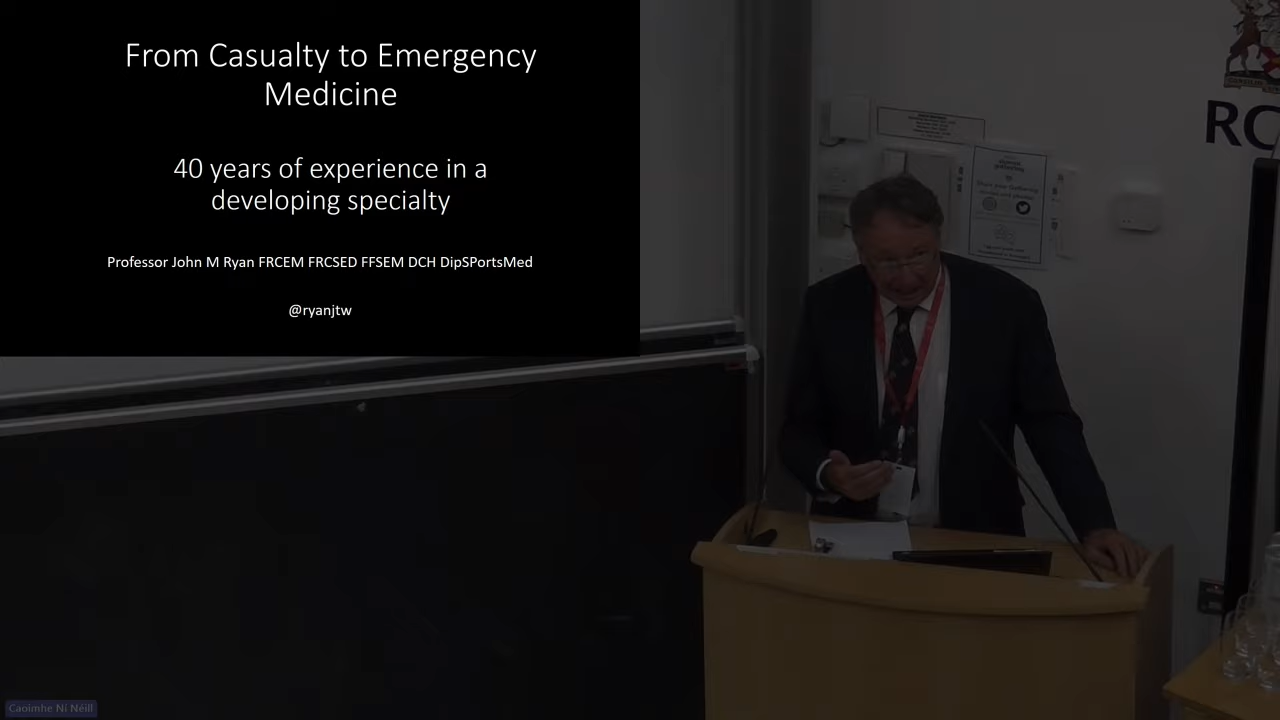 From Casualty to Emergency
Medicine
40 years of experience in a
developing specialty
Professor John M Ryan FRCEM FRCSED FFSEM DCH DipSPortsMed
@ryanjtw
RC
Caoimhe Ni Néill